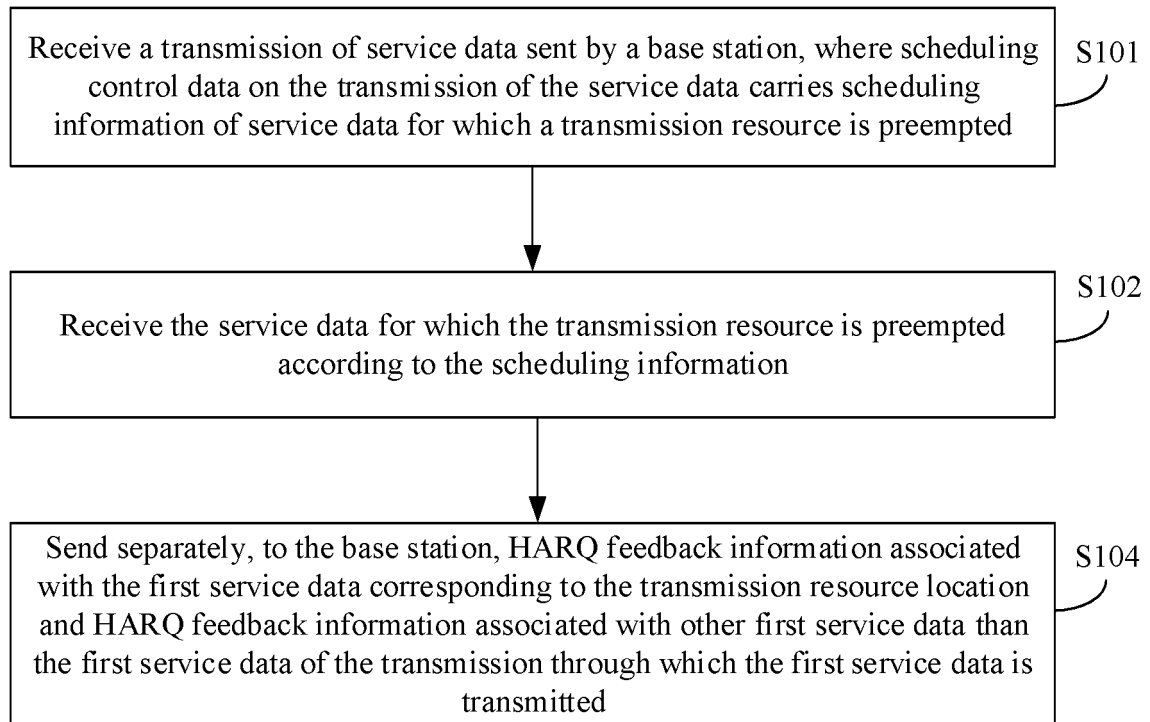 Receive a transmission of service data sent by a base station, where scheduling
control data on the transmission of the service data carries scheduling
information of service data for which a transmission resource is preempted
S101
Receive the service data for which the transmission resource is preempted
according to the scheduling information
S102
Send separately, to the base station, HARQ feedback information associated
with the first service data corresponding to the transmission resource location
and HARQ feedback information associated with other first service data than
the first service data of the transmission through which the first service data is
transmitted
S104